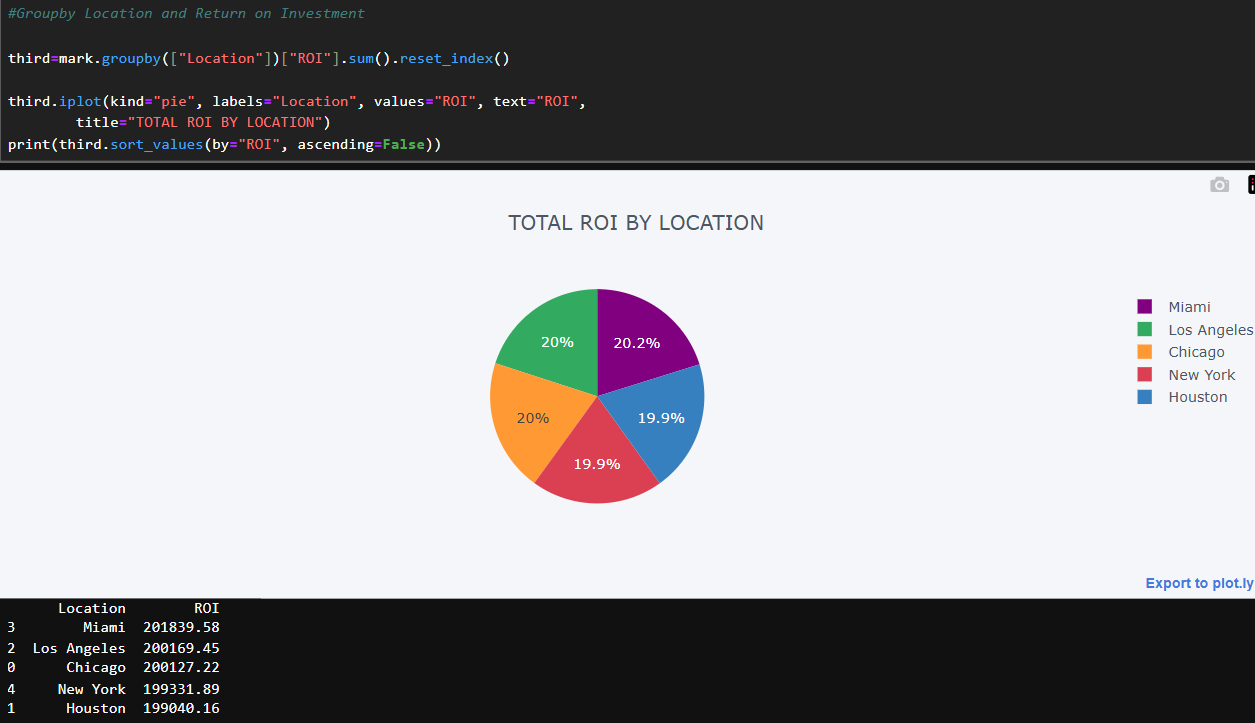 #Groupby Location and Return on Investment
third=mark.groupby(["Location"])["ROI"].sum().reset_index()
third.iplot(kind="pie", labels="Location", values="ROI", text="ROI",
        title="TOTAL ROI BY LOCATION")
print(third.sort_values(by="ROI", ascending=False))
TOTAL ROI BY LOCATION
20% 20.2%
20% 19.9%
19.9%
Miami
Los Angeles
Chicago
New York
Houston
Export to plot.ly
Location ROI
3 Miami 201839.58
2 Los Angeles 200169.45
0 Chicago 200127.22
4 New York 199331.89
1 Houston 199040.16